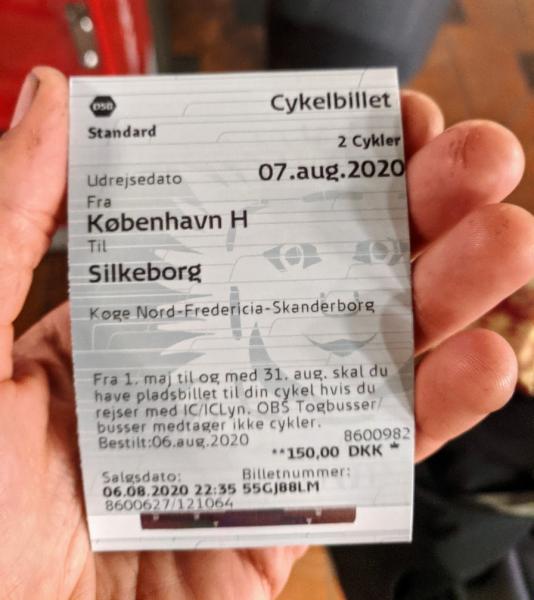 DSB
Cykelbillet
Standard
2 Cykler
Udrejsedato 07.aug.2020
Fra
København H
Til
Silkeborg
Køge Nord-Fredericia-Skanderborg
Fra 1. maj til og med 31. aug. skal du
have pladsbillet til din cykel hvis du
rejser med IC/ICLyn. OBS Togbusser/
busser medtager ikke cykler.
Bestilt:06.aug.2020 8600982
**150,00 DKK *
Salgsdato: Billetnummer:
06.08.2020 22:35 55GJ88LM
8600627/121064